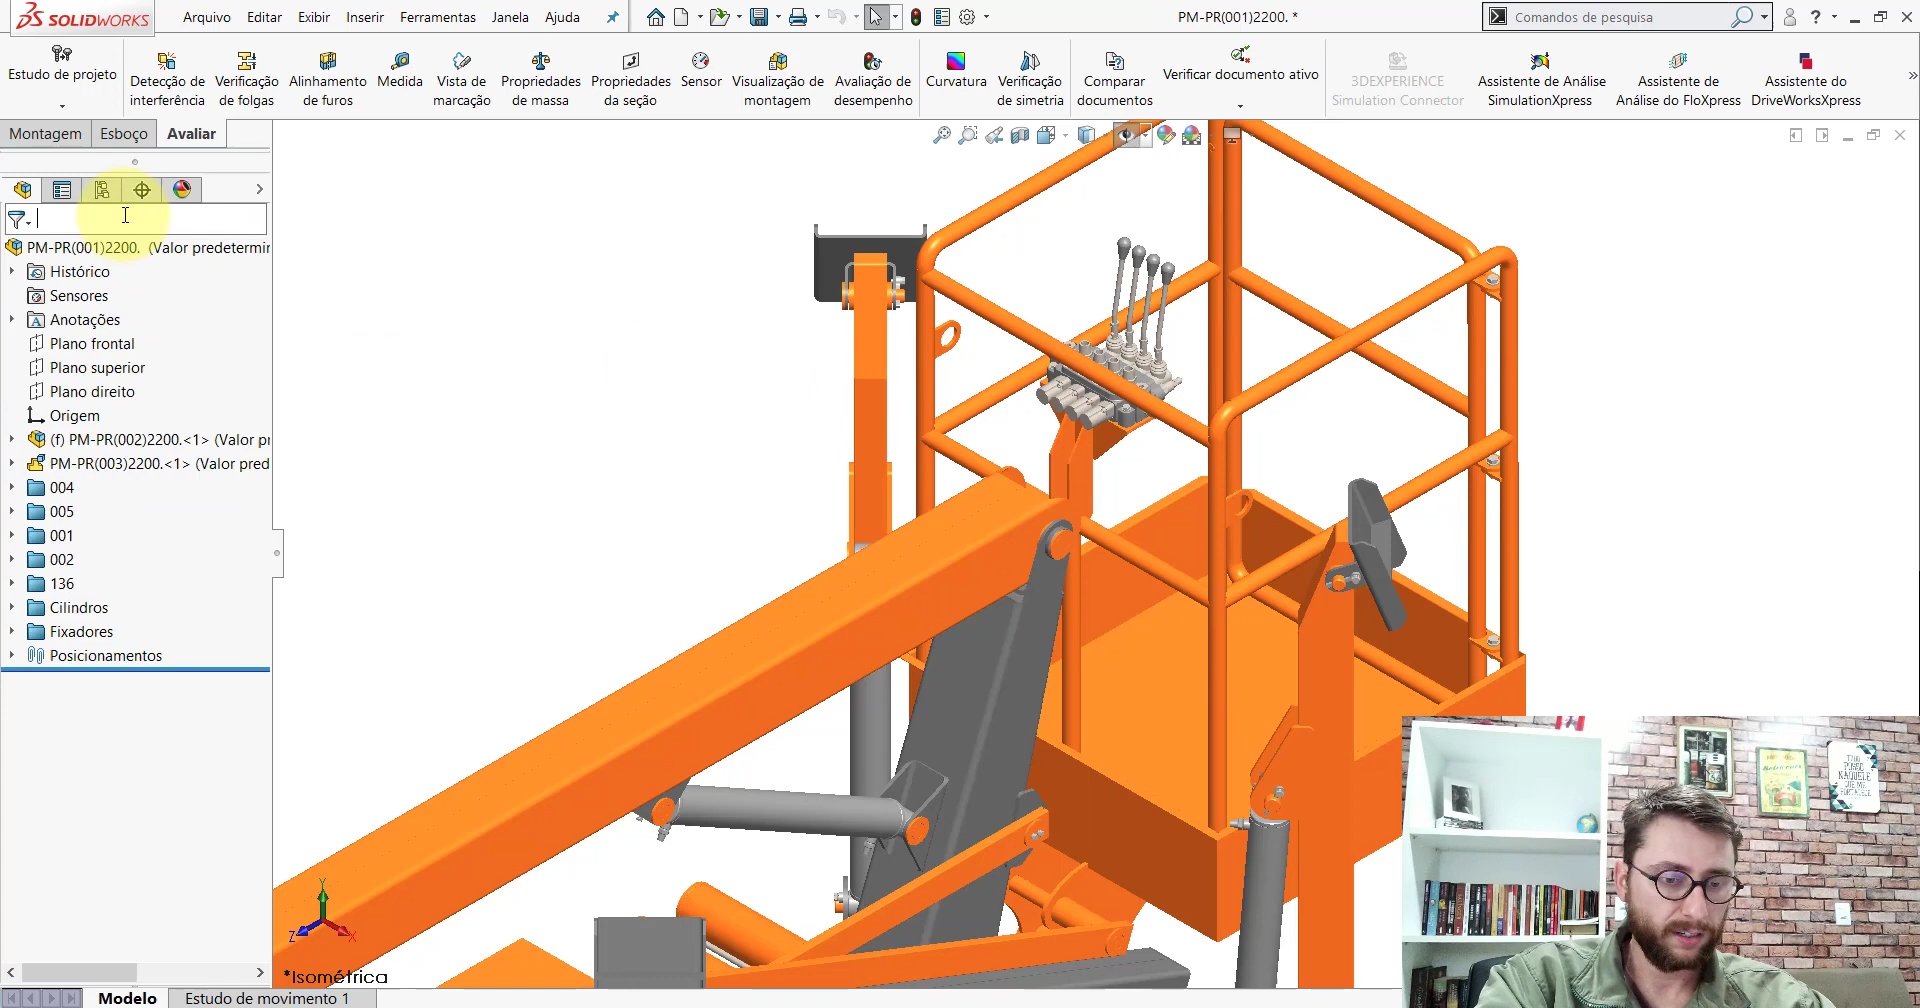 SOLIDWORKS
Arquivo Editar Exibir Inserir Ferramentas Janela Ajuda
PM-PR(001)2200. *
Comandos de pesquisa
Estudo de projeto
Detecção de interferência
Verificação de folgas
Alinhamento de furos
Medida
Vista de marcação
Propriedades de massa
Propriedades da seção
Sensor
Visualização de montagem
Avaliação de desempenho
Curvatura
Verificação de simetria
Comparar documentos
Verificar documento ativo
3DEXPERIENCE Simulation Connector
Assistente de Análise SimulationXpress
Assistente de Análise do FloXpress
Assistente do DriveWorksXpress
Montagem Esboço Avaliar
PM-PR(001)2200. (Valor predetermir
Histórico
Sensores
Anotações
Plano frontal
Plano superior
Plano direito
Origem
(f) PM-PR(002)2200.<1> (Valor pr
PM-PR(003)2200.<1> (Valor pred
004
005
001
002
136
Cilindros
Fixadores
Posicionamentos
Y
Z
X
*Isométrica
Modelo Estudo de movimento 1